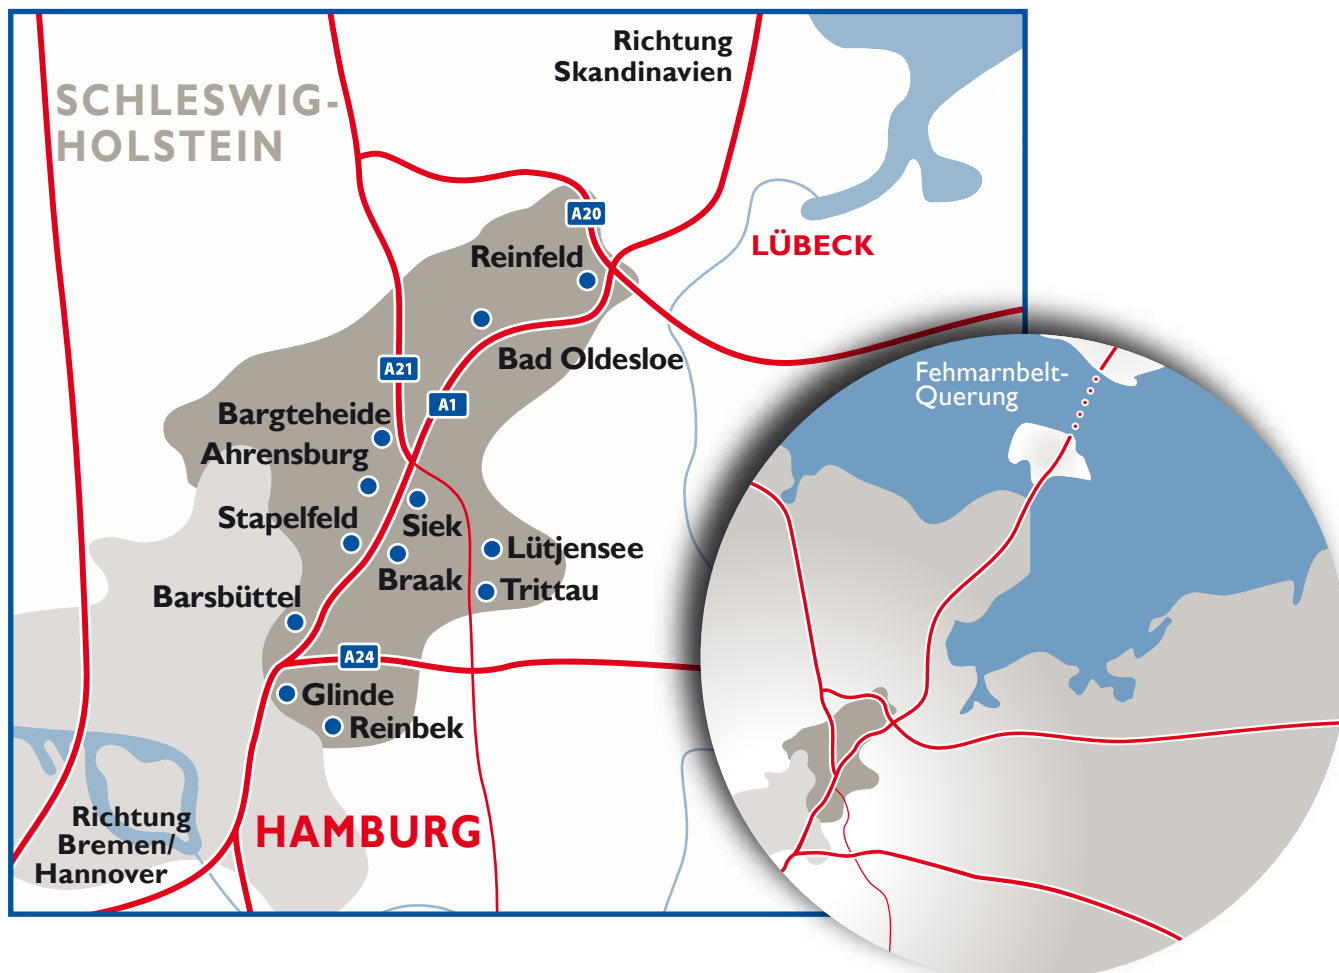 Richtung
Skandinavien
SCHLESWIG-
HOLSTEIN
A20
LÜBECK
Reinfeld
Bad Oldesloe
A21
A1
Fehmarnbelt-
Querung
Bargteheide
Ahrensburg
Stapelfeld
Siek
Lütjensee
Braak
Trittau
Barsbüttel
A24
Glinde
Reinbek
Richtung
Bremen/
Hannover
HAMBURG